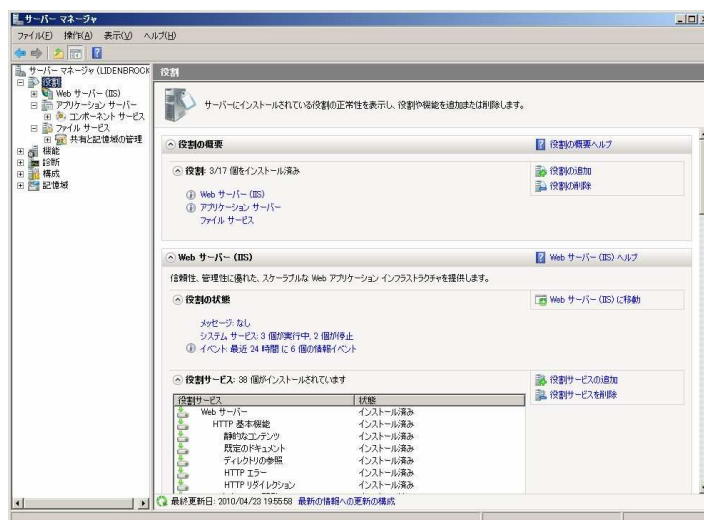 サーバー マネージャ
ファイル(F) 操作(A) 表示(V) ヘルプ(H)
サーバー マネージャ (LIDENBROCK
役割
Web サーバー (IIS)
アプリケーション サーバー
コンポーネント サービス
ファイル サービス
共有と記憶域の管理
機能
診断
構成
記憶域
役割
サーバーにインストールされている役割の正常性を表示し、役割や機能を追加または削除します。
役割の概要
役割の概要ヘルプ
役割: 3/17 個をインストール済み
Web サーバー (IIS)
アプリケーション サーバー
ファイル サービス
役割の追加
役割の削除
Web サーバー (IIS)
Web サーバー (IIS) ヘルプ
信頼性、管理性に優れた、スケーラブルな Web アプリケーション インフラストラクチャを提供します。
役割の状態
Web サーバー (IIS) に移動
メッセージ: なし
システム サービス: 3 個が実行中、2 個が停止
イベント: 最近 24 時間 に 6 個の情報イベント
役割サービス: 38 個がインストールされています
役割サービスの追加
役割サービスを削除
役割サービス 状態
Web サーバー インストール済み
HTTP 基本機能 インストール済み
静的なコンテンツ インストール済み
既定のドキュメント インストール済み
ディレクトリの参照 インストール済み
HTTP エラー インストール済み
HTTP リダイレクション インストール済み
最終更新日: 2010/04/23 19:55:58 最新の情報への更新の構成